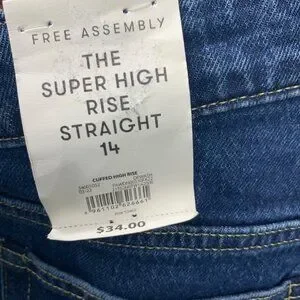 FREE ASSEMBLY
THE
SUPER HIGH
RISE
STRAIGHT
14
CUFFED HIGH RISE
$34.00